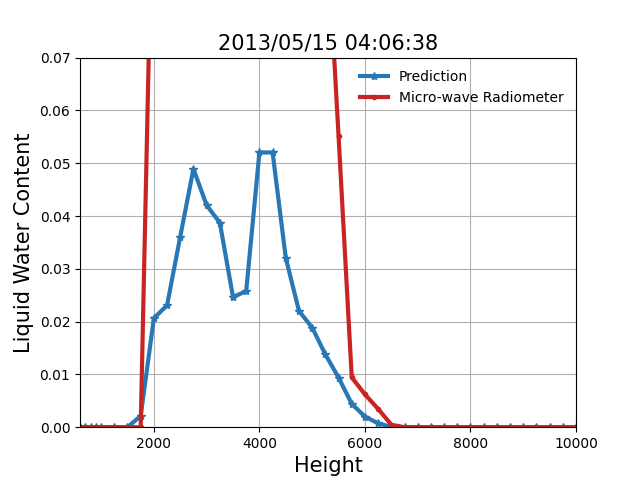 2013/05/15 04:06:38
Prediction
Micro-wave Radiometer
Liquid Water Content
0.07
0.06
0.05
0.04
0.03
0.02
0.01
0.00
2000 4000 6000 8000 10000
Height